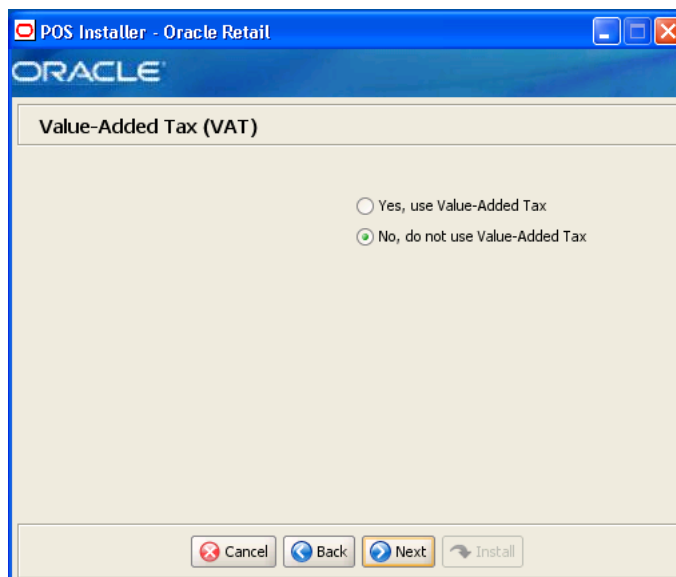 POS Installer - Oracle Retail
ORACLE
Value-Added Tax (VAT)
Yes, use Value-Added Tax
No, do not use Value-Added Tax
Cancel Back Next Install